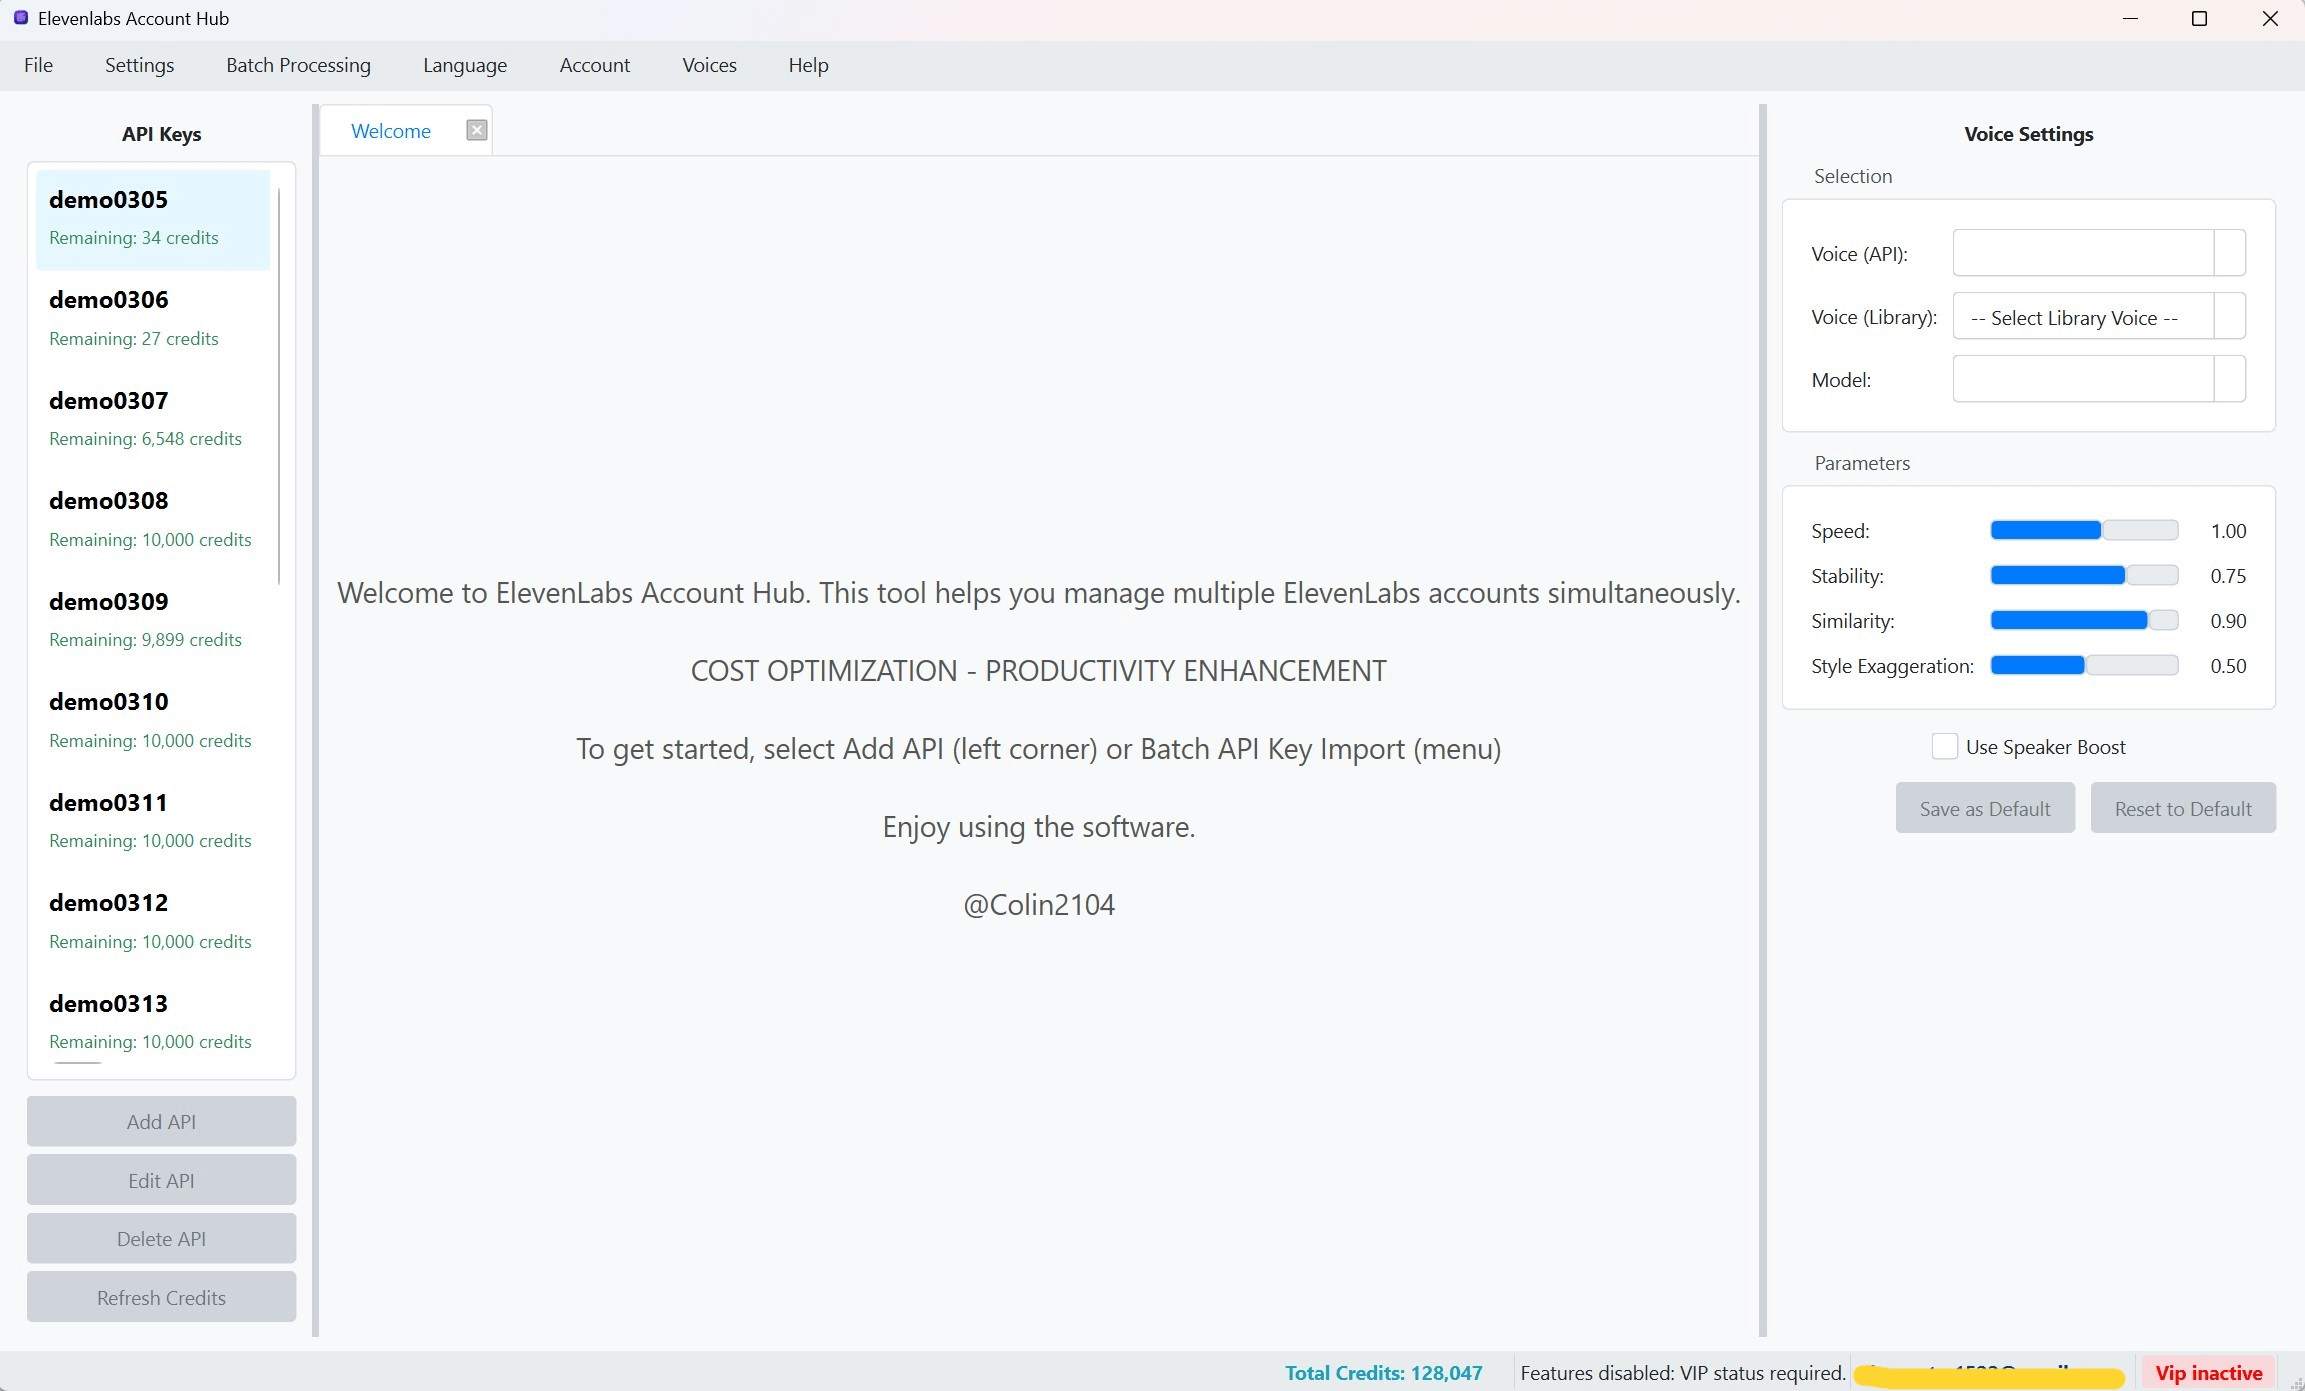 Elevenlabs Account Hub
File Settings Batch Processing Language Account Voices Help
API Keys
demo0305
Remaining: 34 credits
demo0306
Remaining: 27 credits
demo0307
Remaining: 6,548 credits
demo0308
Remaining: 10,000 credits
demo0309
Remaining: 9,899 credits
demo0310
Remaining: 10,000 credits
demo0311
Remaining: 10,000 credits
demo0312
Remaining: 10,000 credits
demo0313
Remaining: 10,000 credits
Add API
Edit API
Delete API
Refresh Credits
Welcome
Welcome to ElevenLabs Account Hub. This tool helps you manage multiple ElevenLabs accounts simultaneously.
COST OPTIMIZATION - PRODUCTIVITY ENHANCEMENT
To get started, select Add API (left corner) or Batch API Key Import (menu)
Enjoy using the software.
@Colin2104
Voice Settings
Selection
Voice (API):
Voice (Library): -- Select Library Voice --
Model:
Parameters
Speed: 1.00
Stability: 0.75
Similarity: 0.90
Style Exaggeration: 0.50
Use Speaker Boost
Save as Default Reset to Default
Total Credits: 128,047 Features disabled: VIP status required. Vip inactive